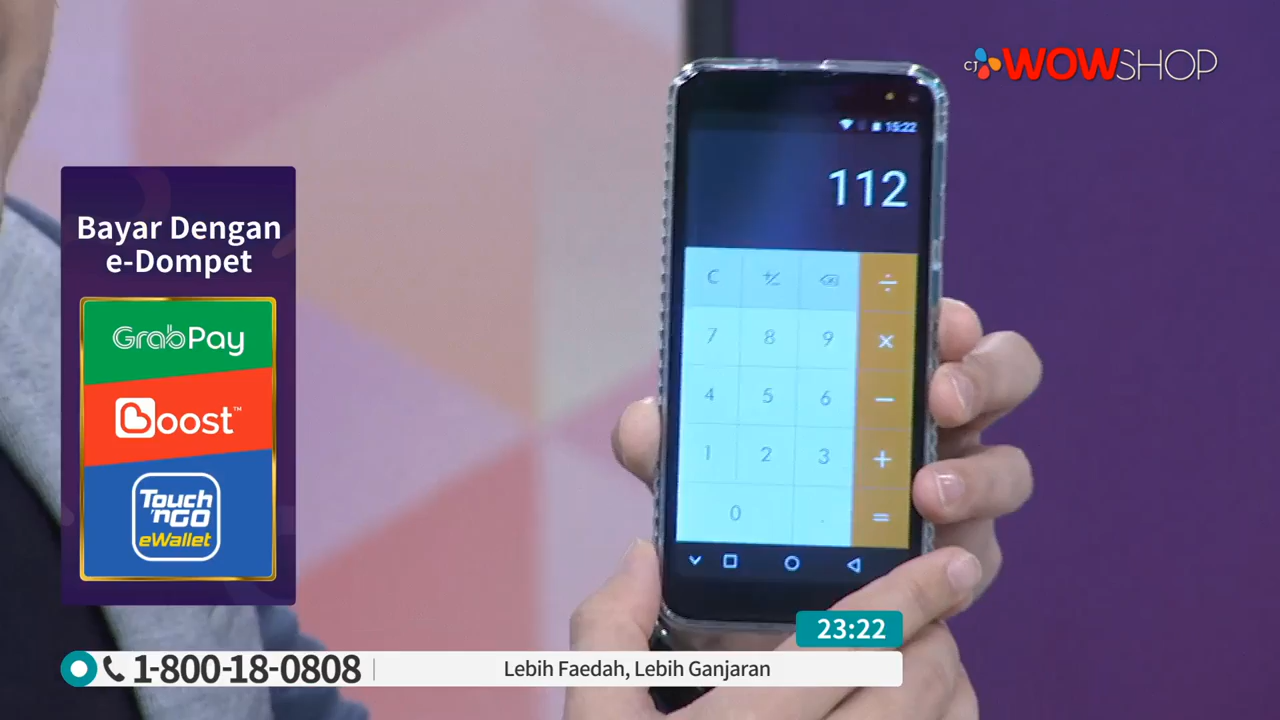 CJ WOWSHOP
15:22
112
Bayar Dengan
e-Dompet
GrabPay
Boost™
Touch
'nGO
eWallet
C +/-  ÷
7 8 9 ×
4 5 6 −
1 2 3 +
0 . =
23:22
1-800-18-0808
Lebih Faedah, Lebih Ganjaran